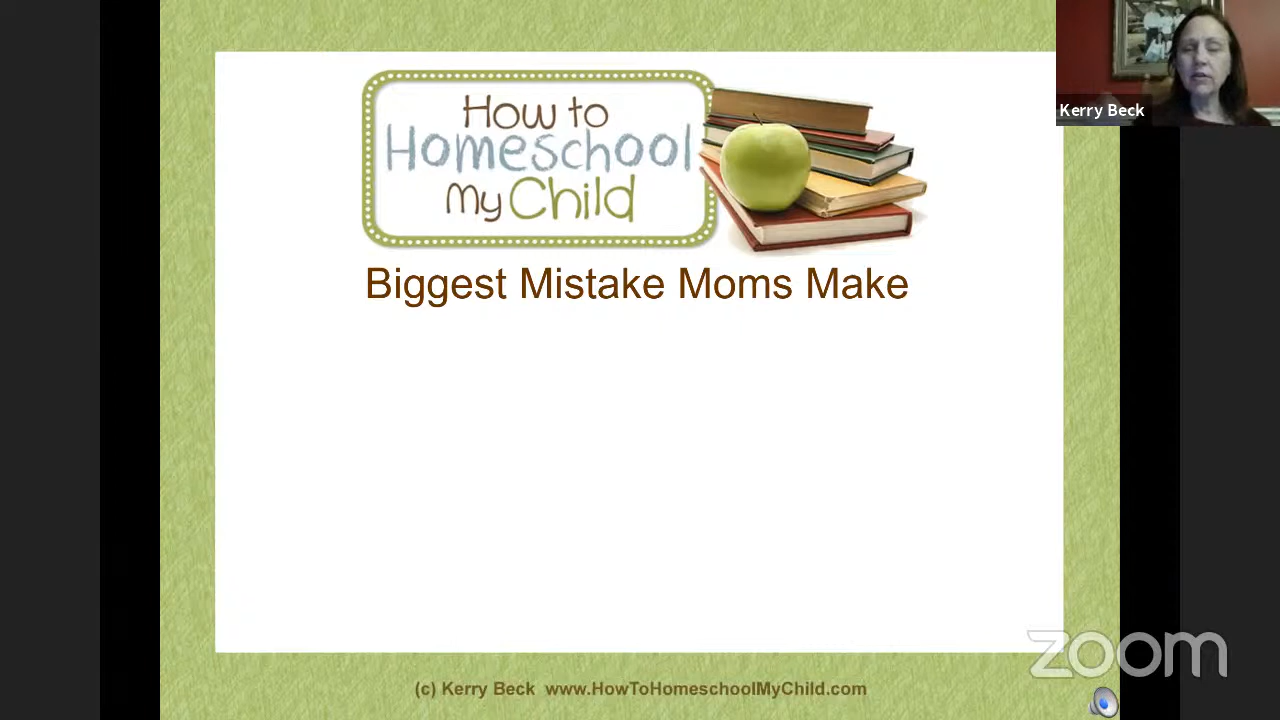 Kerry Beck
How to
Homeschool
My Child
Biggest Mistake Moms Make
zoom
(c) Kerry Beck www.HowToHomeschoolMyChild.com